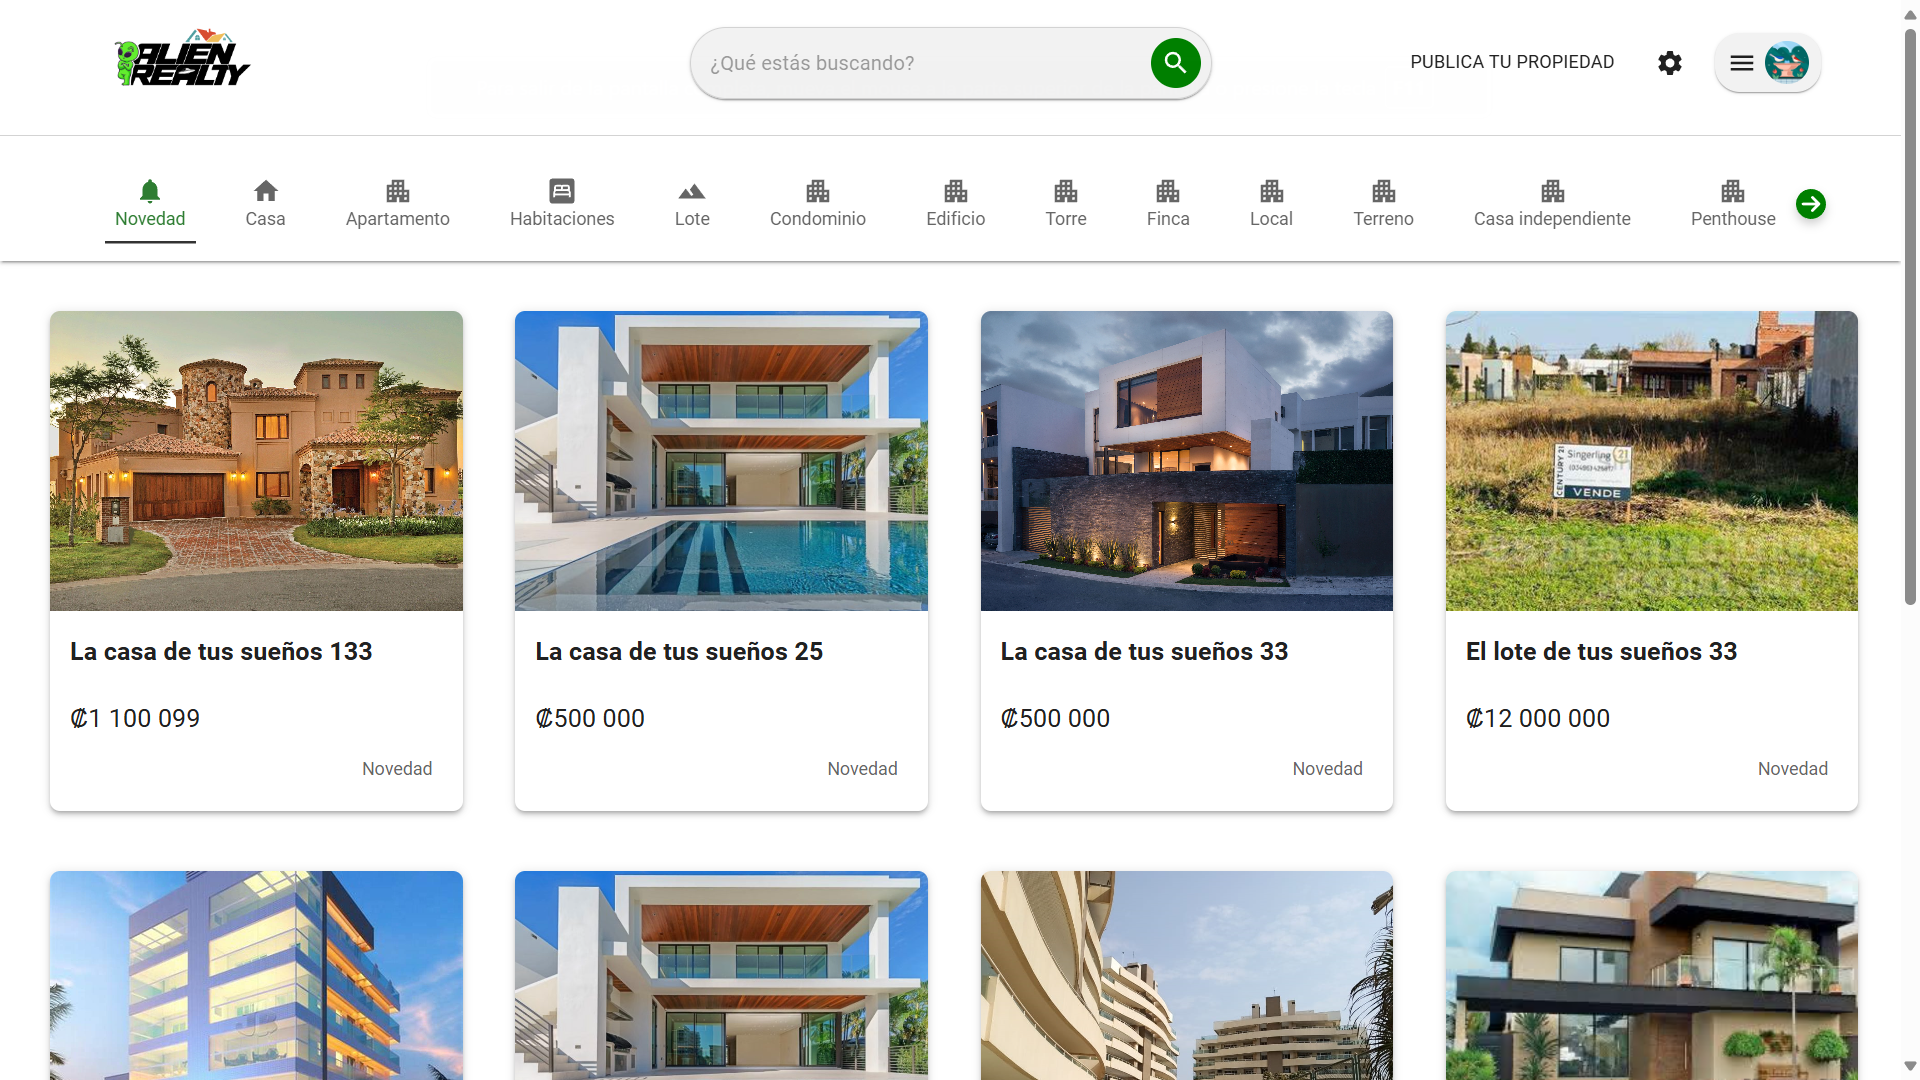 ALIEN
REALTY
¿Qué estás buscando?
PUBLICA TU PROPIEDAD
Novedad
Casa
Apartamento
Habitaciones
Lote
Condominio
Edificio
Torre
Finca
Local
Terreno
Casa independiente
Penthouse
CENTURY 21
Singerling
21
VENDE
La casa de tus sueños 133
₡1 100 099
Novedad
La casa de tus sueños 25
₡500 000
Novedad
La casa de tus sueños 33
₡500 000
Novedad
El lote de tus sueños 33
₡12 000 000
Novedad